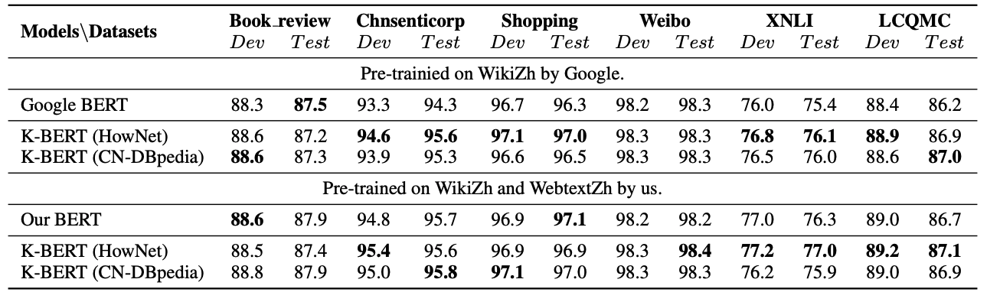 Models\Datasets Book_review Chnsenticorp Shopping Weibo XNLI LCQMC
Dev Test Dev Test Dev Test Dev Test Dev Test Dev Test
Pre-trainied on WikiZh by Google.
Google BERT 88.3 87.5 93.3 94.3 96.7 96.3 98.2 98.3 76.0 75.4 88.4 86.2
K-BERT (HowNet) 88.6 87.2 94.6 95.6 97.1 97.0 98.3 98.3 76.8 76.1 88.9 86.9
K-BERT (CN-DBpedia) 88.6 87.3 93.9 95.3 96.6 96.5 98.3 98.3 76.5 76.0 88.6 87.0
Pre-trained on WikiZh and WebtextZh by us.
Our BERT 88.6 87.9 94.8 95.7 96.9 97.1 98.2 98.2 77.0 76.3 89.0 86.7
K-BERT (HowNet) 88.5 87.4 95.4 95.6 96.9 96.9 98.3 98.4 77.2 77.0 89.2 87.1
K-BERT (CN-DBpedia) 88.8 87.9 95.0 95.8 97.1 97.0 98.3 98.3 76.2 75.9 89.0 86.9